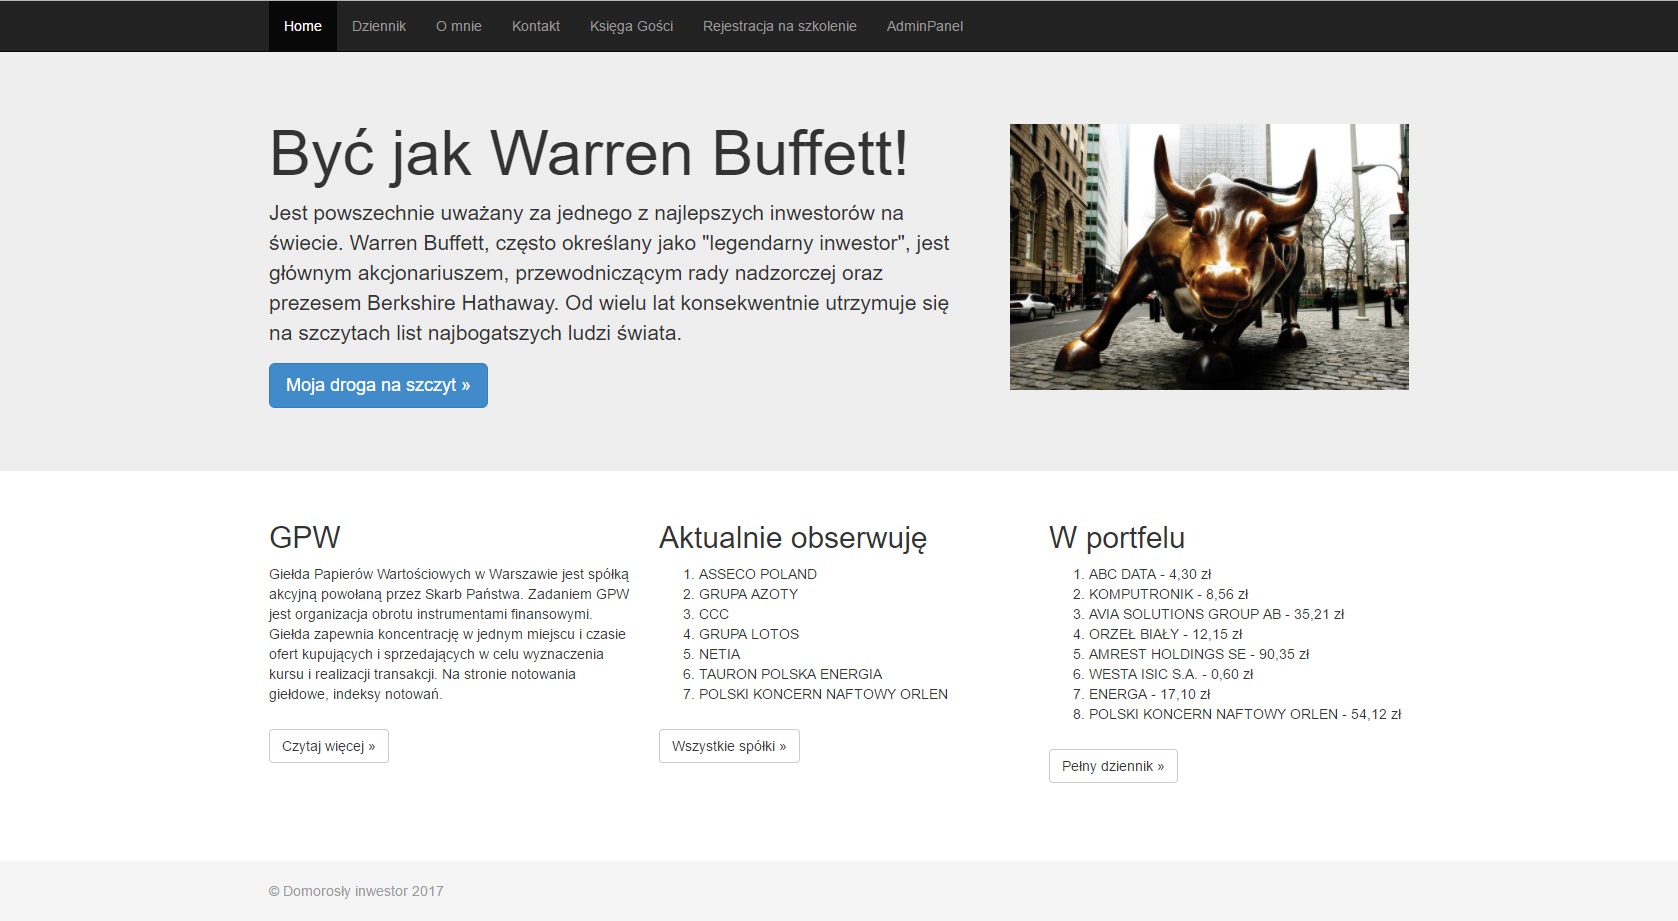 Home Dziennik O mnie Kontakt Księga Gości Rejestracja na szkolenie AdminPanel
Być jak Warren Buffett!
Jest powszechnie uważany za jednego z najlepszych inwestorów na
świecie. Warren Buffett, często określany jako "legendarny inwestor", jest
głównym akcjonariuszem, przewodniczącym rady nadzorczej oraz
prezesem Berkshire Hathaway. Od wielu lat konsekwentnie utrzymuje się
na szczytach list najbogatszych ludzi świata.
Moja droga na szczyt »
GPW
Giełda Papierów Wartościowych w Warszawie jest spółką
akcyjną powołaną przez Skarb Państwa. Zadaniem GPW
jest organizacja obrotu instrumentami finansowymi.
Giełda zapewnia koncentrację w jednym miejscu i czasie
ofert kupujących i sprzedających w celu wyznaczenia
kursu i realizacji transakcji. Na stronie notowania
giełdowe, indeksy notowań.
Czytaj więcej »
Aktualnie obserwuję
1. ASSECO POLAND
2. GRUPA AZOTY
3. CCC
4. GRUPA LOTOS
5. NETIA
6. TAURON POLSKA ENERGIA
7. POLSKI KONCERN NAFTOWY ORLEN
Wszystkie spółki »
W portfelu
1. ABC DATA - 4,30 zł
2. KOMPUTRONIK - 8,56 zł
3. AVIA SOLUTIONS GROUP AB - 35,21 zł
4. ORZEŁ BIAŁY - 12,15 zł
5. AMREST HOLDINGS SE - 90,35 zł
6. WESTA ISIC S.A. - 0,60 zł
7. ENERGA - 17,10 zł
8. POLSKI KONCERN NAFTOWY ORLEN - 54,12 zł
Pełny dziennik »
© Domorosły inwestor 2017